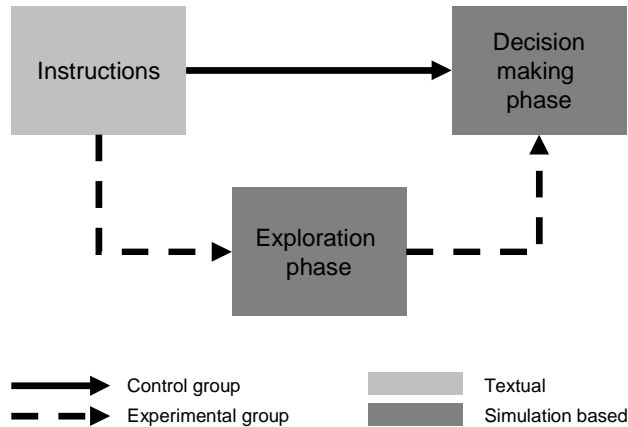 Instructions
Decision
making
phase
Exploration
phase
Control group
Textual
Experimental group
Simulation based